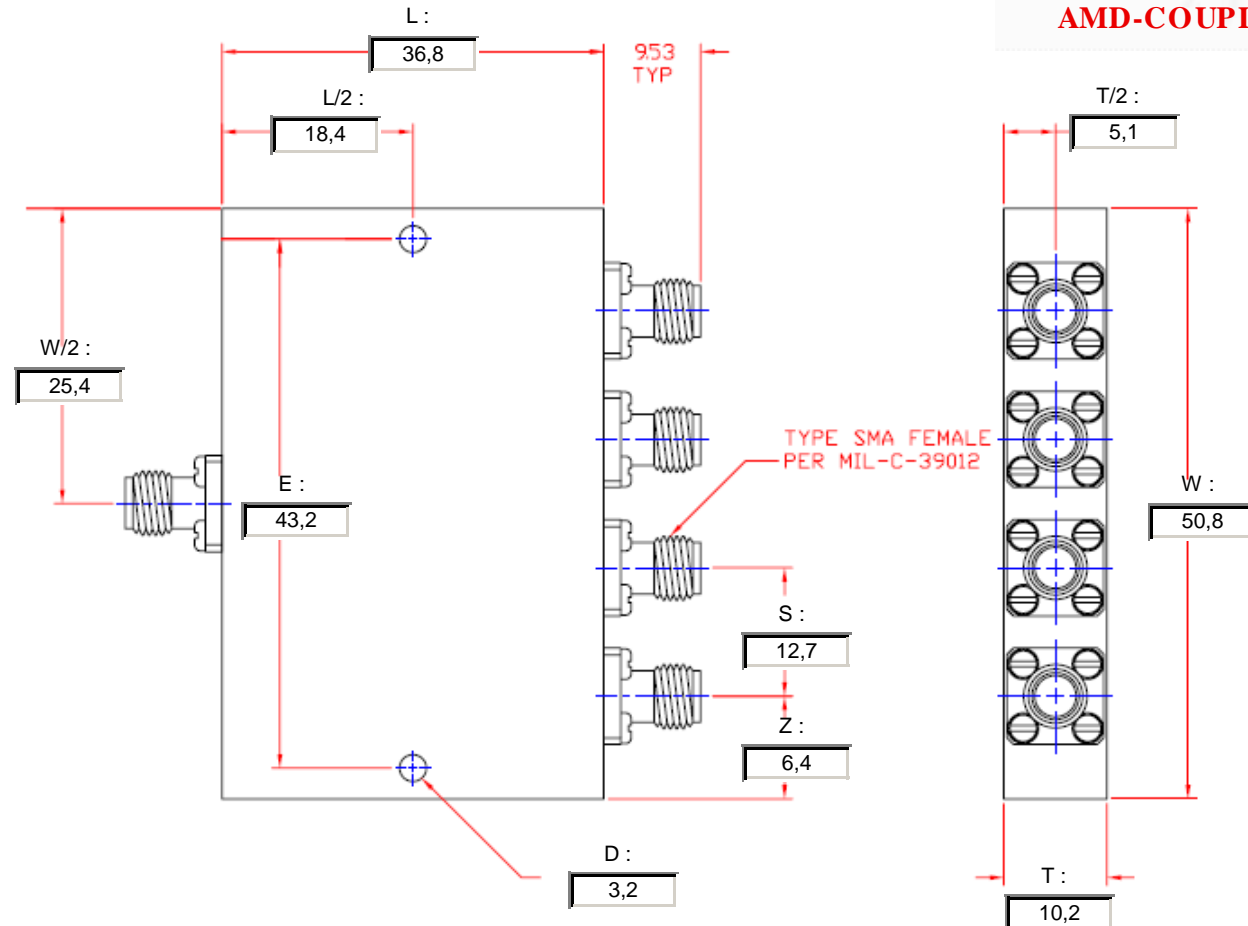 AMD-COUPL
L :
36,8
9.53
TYP
L/2 :
18,4
T/2 :
5,1
W/2 :
25,4
TYPE SMA FEMALE
PER MIL-C-39012
E :
43,2
W :
50,8
S :
12,7
Z :
6,4
D :
3,2
T :
10,2